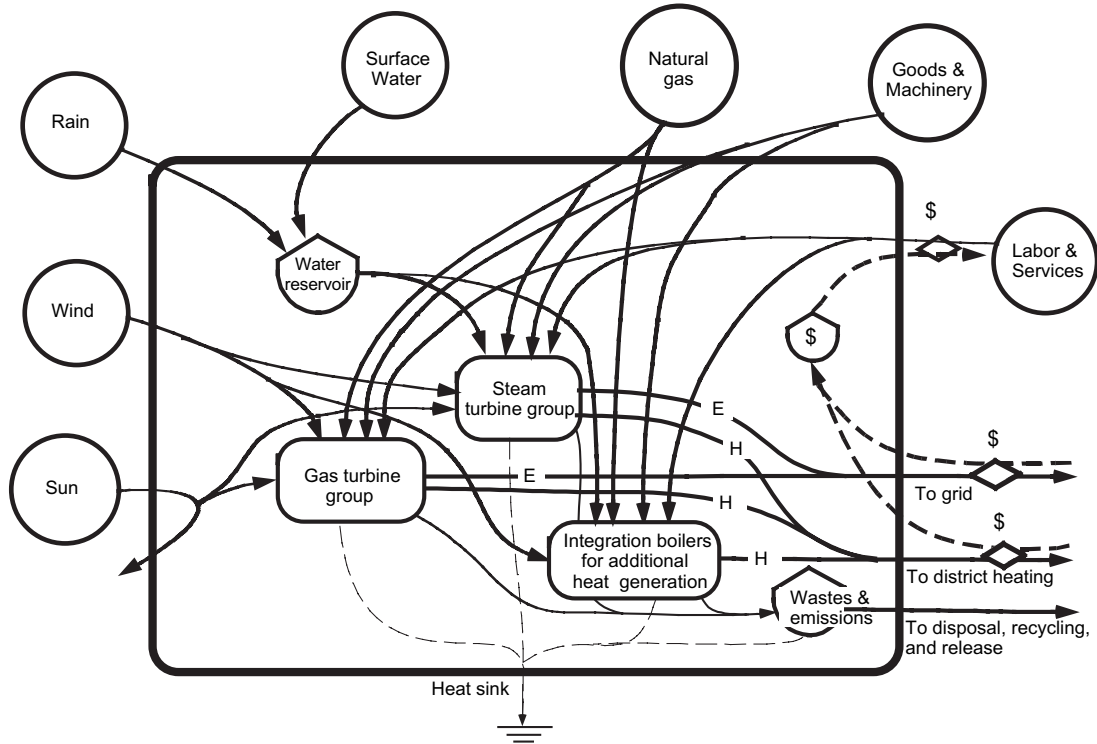 Surface
Water
Natural
gas
Goods &
Machinery
Rain
$
Labor &
Services
Water
reservoir
Wind
$
Steam
turbine group
E
H
$
Sun
Gas turbine
group
E
H
To grid
$
Integration boilers
for additional
heat generation
H
To district heating
Wastes &
emissions
To disposal, recycling,
and release
Heat sink